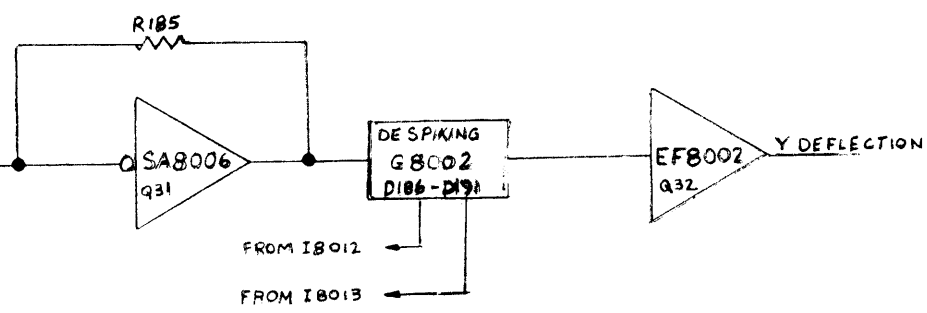 R185
SA8006
Q31
DESPIKING
G8002
D186-D191
EF8002
Q32
Y DEFLECTION
FROM I8012
FROM I8013